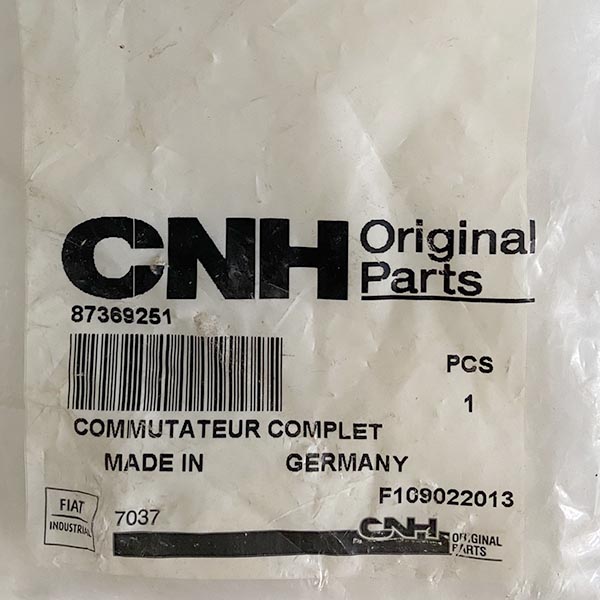 CNH Original
Parts
87369251
PCS
1
COMMUTATEUR COMPLET
MADE IN GERMANY
F109022013
FIAT
INDUSTRIAL
7037
CNH ORIGINAL
PARTS